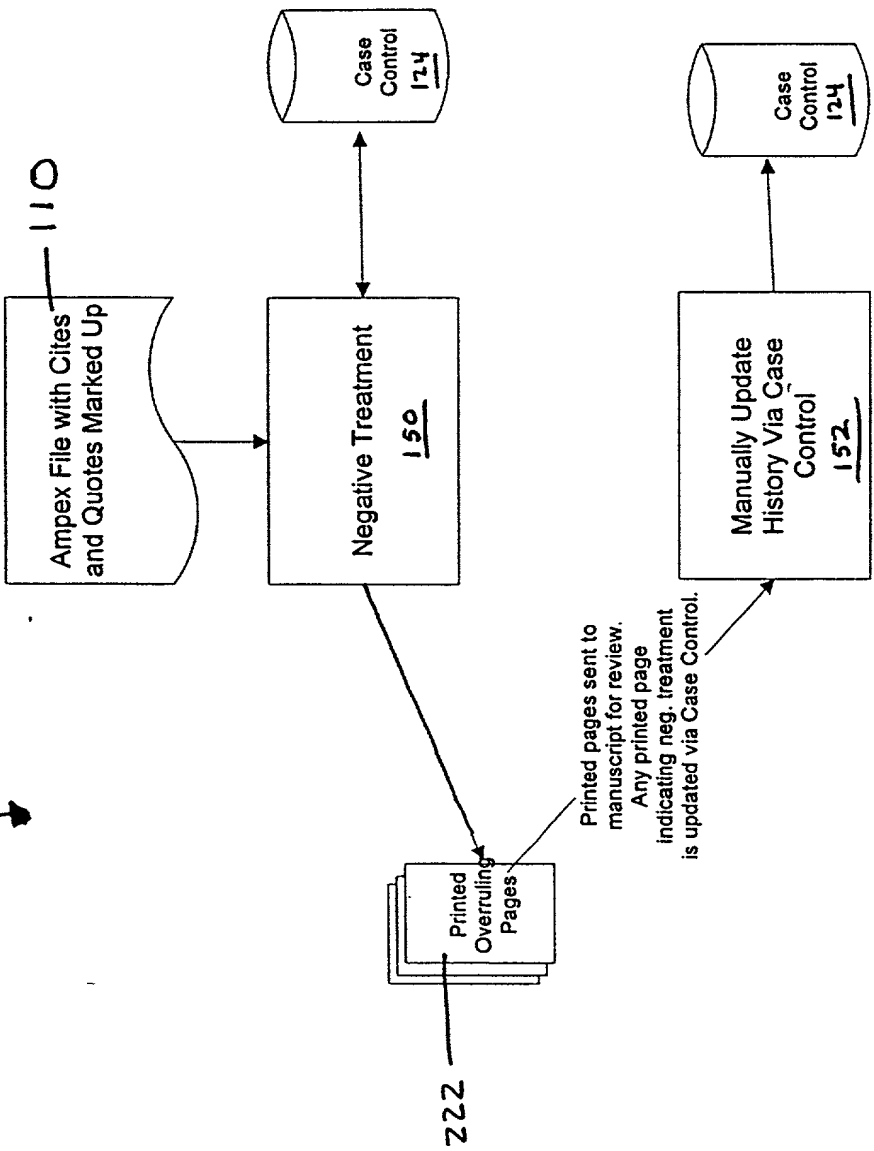 110
Ampex File with Cites
and Quotes Marked Up
Negative Treatment
150
Case
Control
124
Printed
Overruling
Pages
222
Printed pages sent to
manuscript for review.
Any printed page
indicating neg. treatment
is updated via Case Control.
Manually Update
History Via Case
Control
152
Case
Control
124